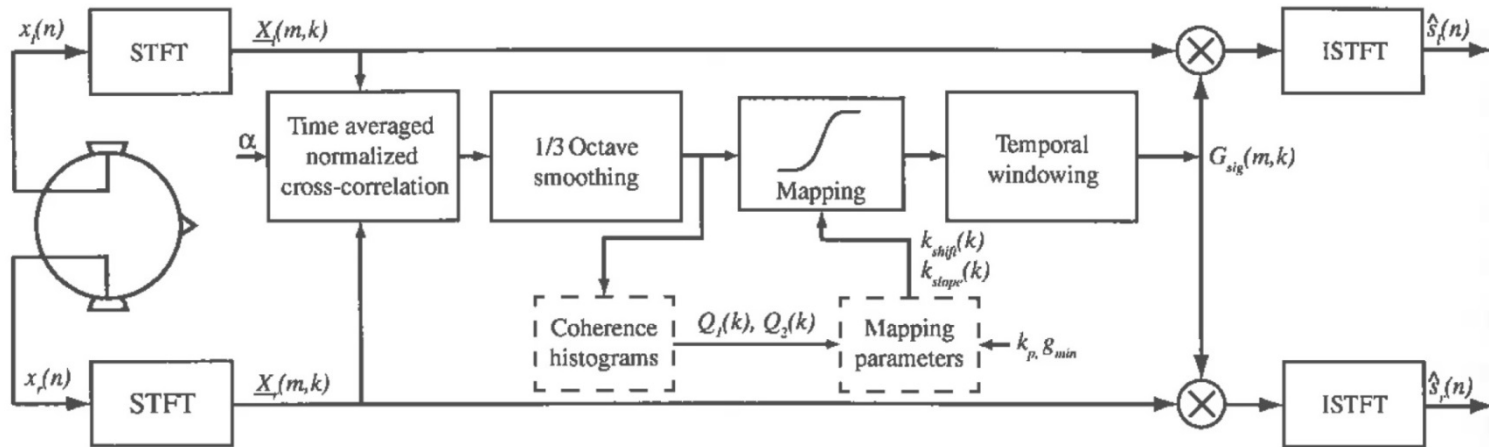 x_l(n)
STFT
X_l(m,k)
ISTFT
ŝ_l(n)
α
Time averaged
normalized
cross-correlation
1/3 Octave
smoothing
Mapping
Temporal
windowing
G_sig(m,k)
k_shift(k)
k_slope(k)
Coherence
histograms
Q_1(k), Q_2(k)
Mapping
parameters
k_p, g_min
x_r(n)
STFT
X_r(m,k)
ISTFT
ŝ_r(n)